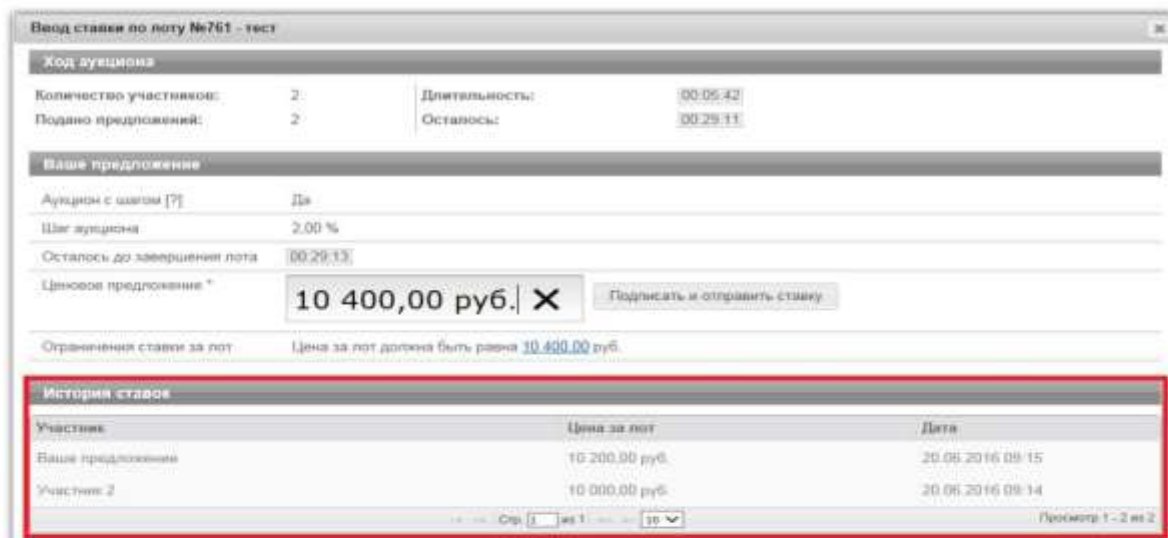 Ввод ставки по лоту №761 - тест
Ход аукциона
Количество участников: 2 Длительность: 00:05:42
Подано предложений: 2 Осталось: 00:29:11
Ваше предложение
Аукцион с шагом [?] Да
Шаг аукциона 2,00 %
Осталось до завершения лота 00:29:13
Ценовое предложение * 10 400,00 руб. Подписать и отправить ставку
Ограничения ставки за лот Цена за лот должна быть равна 10 400,00 руб.
История ставок
Участник Цена за лот Дата
Ваше предложение 10 200,00 руб. 20.06.2016 09:15
Участник 2 10 000,00 руб. 20.06.2016 09:14
Стр. 1 из 1 10 Просмотр 1 - 2 из 2